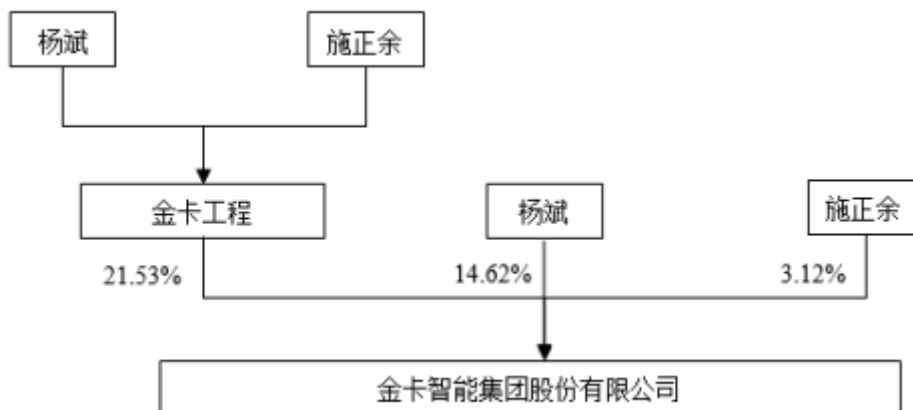 杨斌
施正余
金卡工程
杨斌
施正余
21.53%
14.62%
3.12%
金卡智能集团股份有限公司